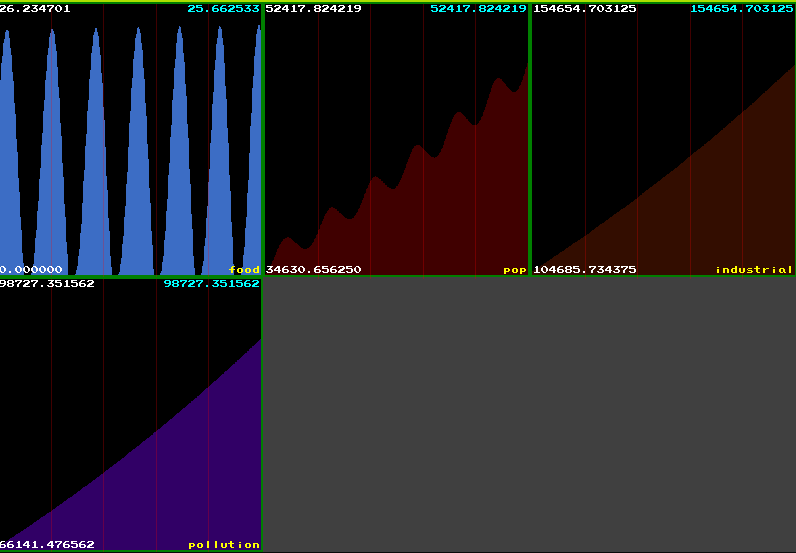 26.234701 25.662533
0.000000 food
52417.824219 52417.824219
34630.656250 pop
154654.703125 154654.703125
104685.734375 industrial
98727.351562 98727.351562
66141.476562 pollution